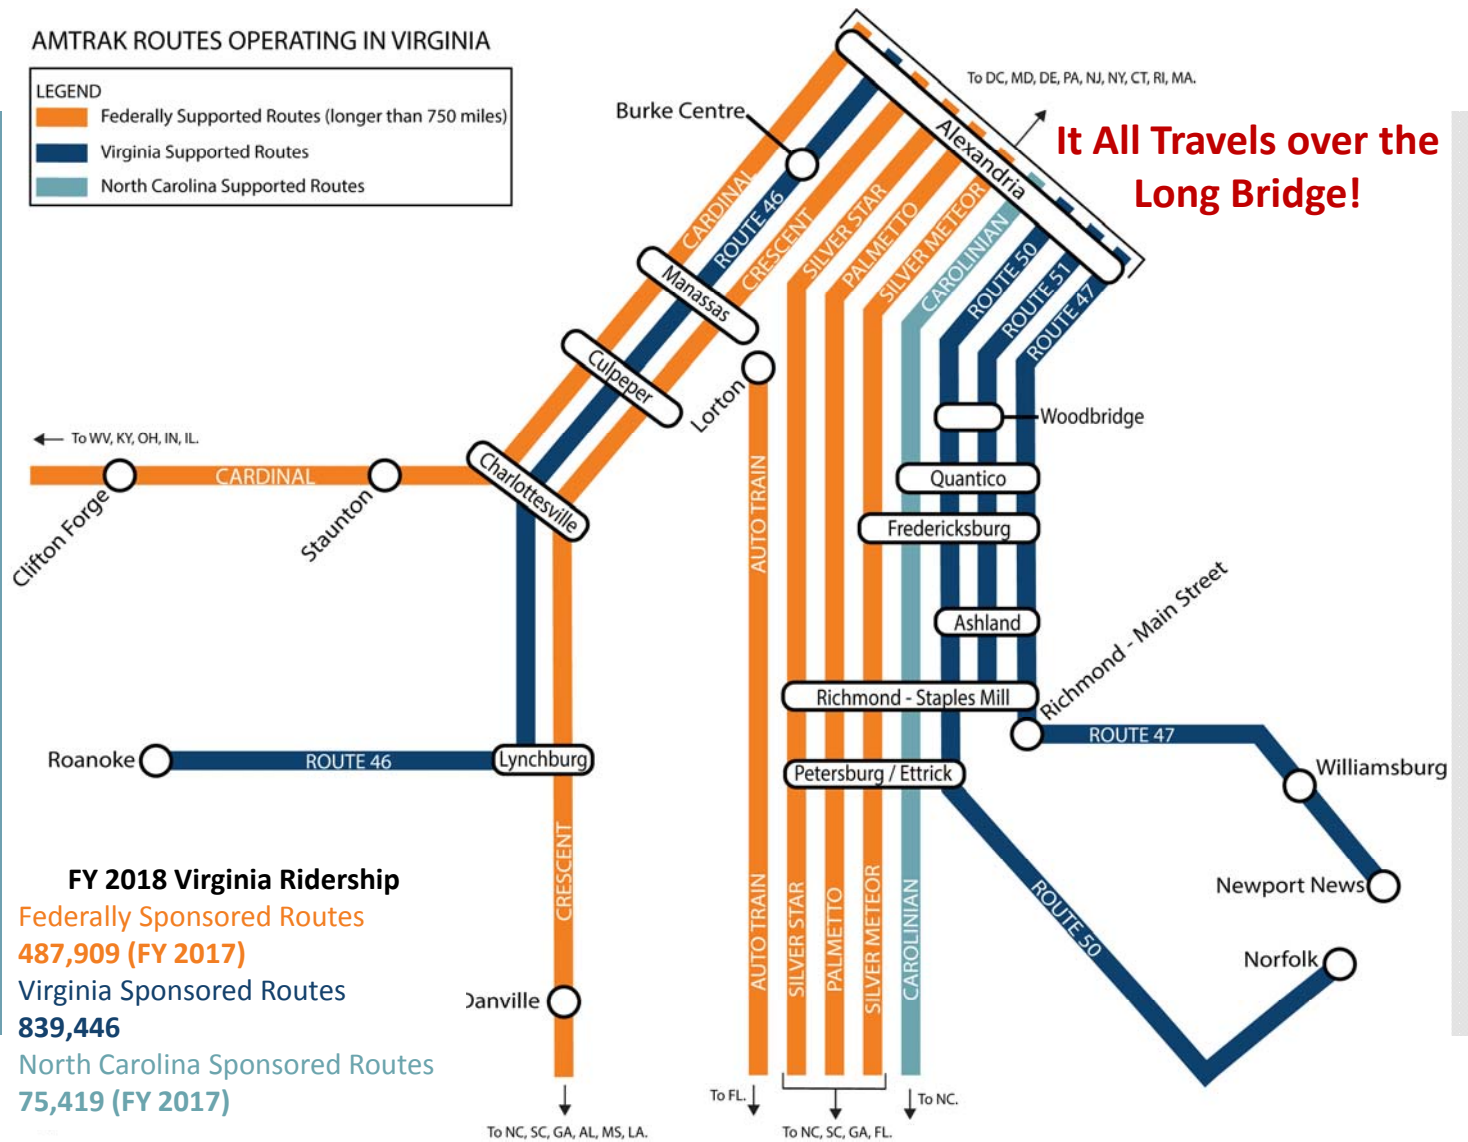 AMTRAK ROUTES OPERATING IN VIRGINIA
LEGEND
Federally Supported Routes (longer than 750 miles)
Virginia Supported Routes
North Carolina Supported Routes
To DC, MD, DE, PA, NJ, NY, CT, RI, MA.
It All Travels over the
Long Bridge!
Burke Centre
Alexandria
CARDINAL
ROUTE 46
CRESCENT
SILVER STAR
PALMETTO
SILVER METEOR
CAROLINIAN
ROUTE 50
ROUTE 51
ROUTE 47
Manassas
Culpeper
Lorton
Woodbridge
To WV, KY, OH, IN, IL.
CARDINAL
Clifton Forge
Staunton
Charlottesville
Quantico
Fredericksburg
AUTO TRAIN
Ashland
Richmond - Main Street
Richmond - Staples Mill
ROUTE 47
Roanoke
ROUTE 46
Lynchburg
Petersburg / Ettrick
Williamsburg
Newport News
CRESCENT
AUTO TRAIN
SILVER STAR
PALMETTO
SILVER METEOR
CAROLINIAN
ROUTE 50
Norfolk
Danville
FY 2018 Virginia Ridership
Federally Sponsored Routes
487,909 (FY 2017)
Virginia Sponsored Routes
839,446
North Carolina Sponsored Routes
75,419 (FY 2017)
To FL.
To NC.
To NC, SC, GA, AL, MS, LA.
To NC, SC, GA, FL.